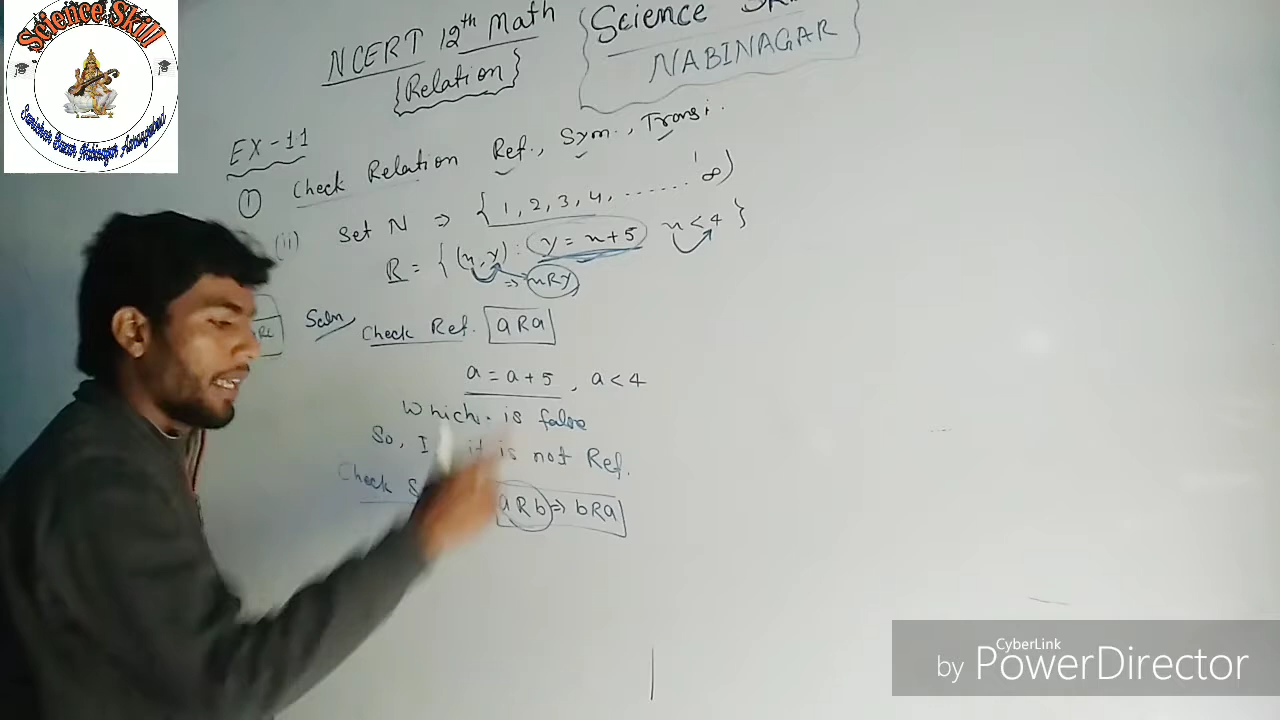 Science Skill
NCERT 12th Math
{Relation}
Science Ski
NABINAGAR
EX-1.1
① Check Relation Ref., Sym., Transi.
(ii) Set N ⇒ {1, 2, 3, 4, ....... ∞)
R = {(x, y) : y = x+5 x < 4 }
⇒ xRy
Soln Check Ref. aRa
a = a+5 , a < 4
Which is false
So, I it is not Ref.
Check S aRb ⇒ bRa
CyberLink
by PowerDirector